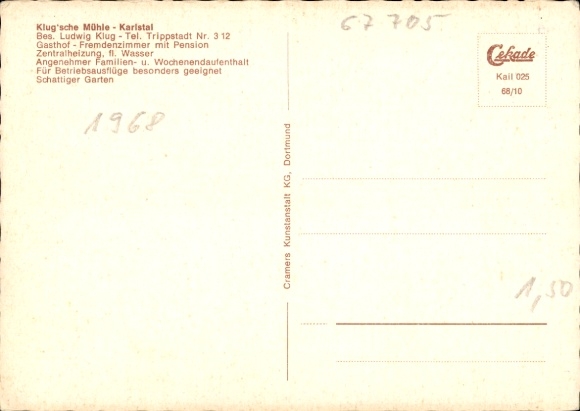 Klug'sche Mühle - Karlstal
Bes. Ludwig Klug - Tel. Trippstadt Nr. 3 12
Gasthof - Fremdenzimmer mit Pension
Zentralheizung, fl. Wasser
Angenehmer Familien- u. Wochenendaufenthalt
Für Betriebsausflüge besonders geeignet
Schattiger Garten
1968
Cramers Kunstanstalt KG, Dortmund
67705
Cekade
Kail 025
68/10
1,50